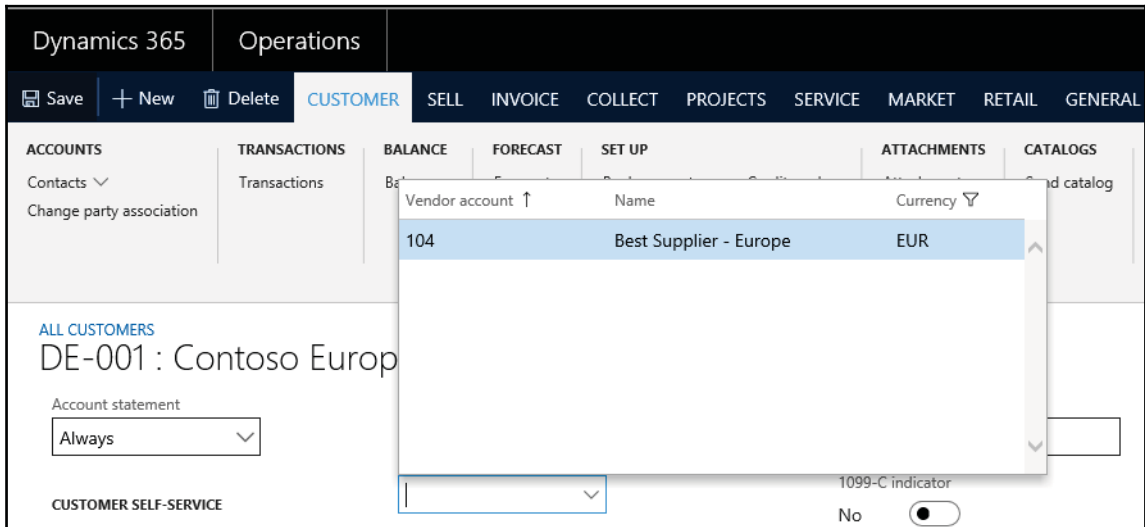 Dynamics 365 Operations
Save New Delete CUSTOMER SELL INVOICE COLLECT PROJECTS SERVICE MARKET RETAIL GENERAL
ACCOUNTS TRANSACTIONS BALANCE FORECAST SET UP ATTACHMENTS CATALOGS
Contacts Transactions catalog
Change party association
Vendor account ↑ Name Currency
104 Best Supplier - Europe EUR
ALL CUSTOMERS
DE-001 : Contoso Europ
Account statement
Always
1099-C indicator
CUSTOMER SELF-SERVICE
No